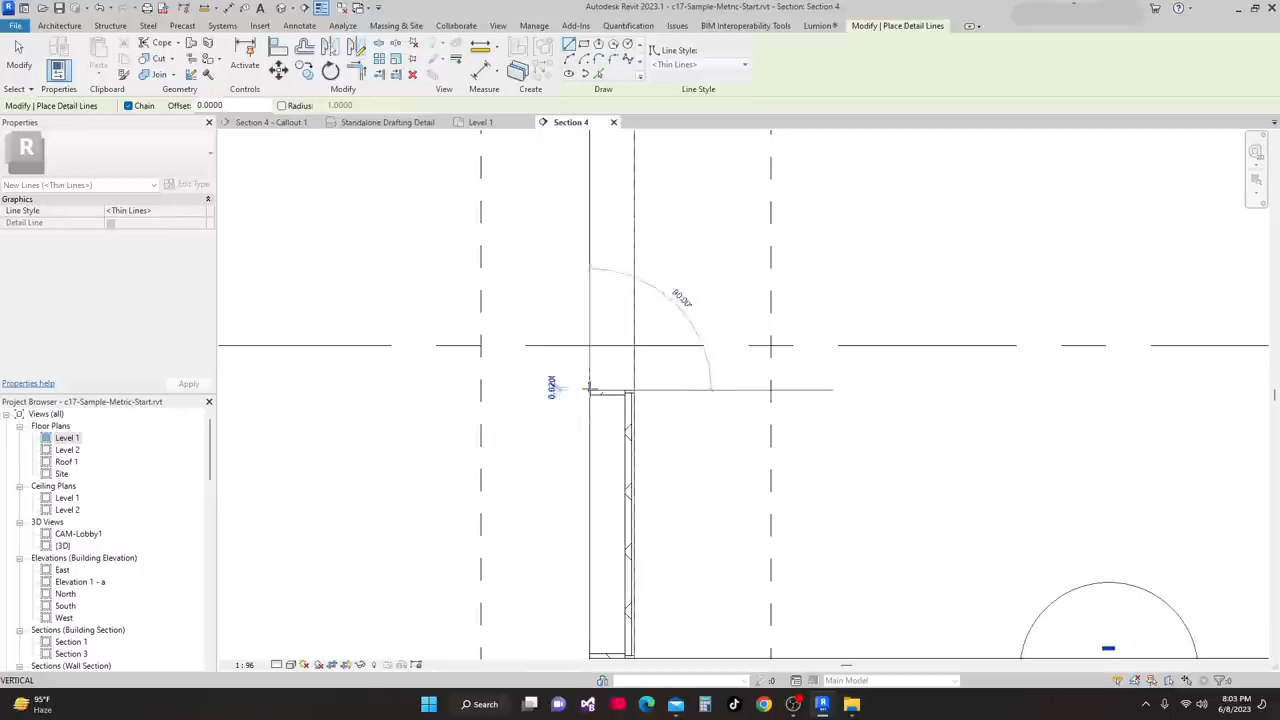 Autodesk Revit 2023.1 - c17-Sample-Metric-Start.rvt - Section: Section 4
File Architecture Structure Steel Precast Systems Insert Annotate Analyze Massing & Site Collaborate View Manage Add-Ins Quantification Issues BIM Interoperability Tools Lumion® Modify | Place Detail Lines
Modify Paste Cope Cut Join Activate Line Style:
<Thin Lines>
Select Properties Clipboard Geometry Controls Modify View Measure Create Draw Line Style
Modify | Place Detail Lines Chain Offset: 0.0000 Radius: 1.0000
Properties Section 4 - Callout 1 Standalone Drafting Detail Level 1 Section 4
R
New Lines (<Thin Lines>) Edit Type
Graphics
Line Style <Thin Lines>
Detail Line
90.00°
Properties help Apply
Project Browser - c17-Sample-Metric-Start.rvt
Views (all)
Floor Plans
Level 1
Level 2
Roof 1
Site
Ceiling Plans
Level 1
Level 2
3D Views
CAM-Lobby1
{3D}
Elevations (Building Elevation)
East
Elevation 1 - a
North
South
West
Sections (Building Section)
Section 1
Section 3
Sections (Wall Section)
1 : 96
VERTICAL :0 Main Model :0
95°F
Haze
Search
8:03 PM
6/8/2023